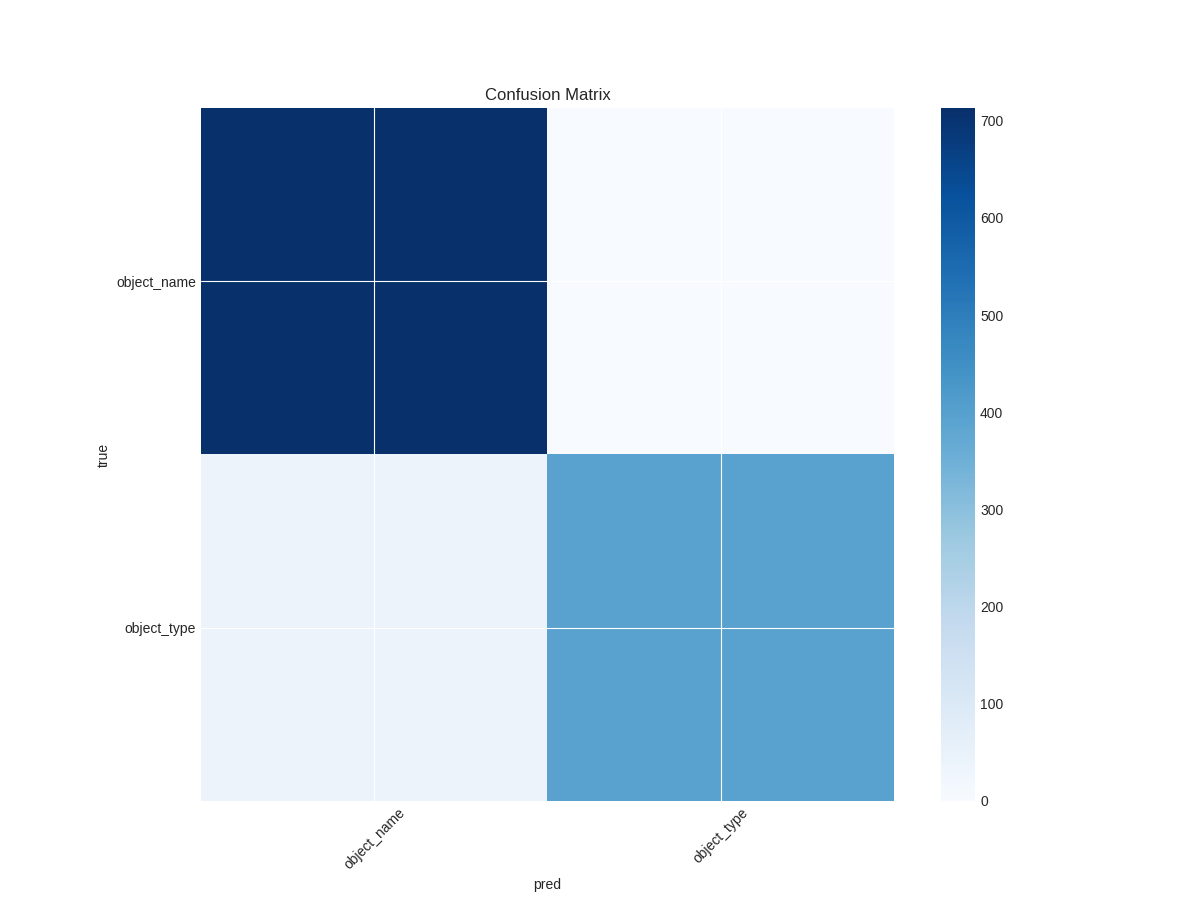 Confusion Matrix
true
object_name
object_type
object_name
object_type
pred
700
600
500
400
300
200
100
0